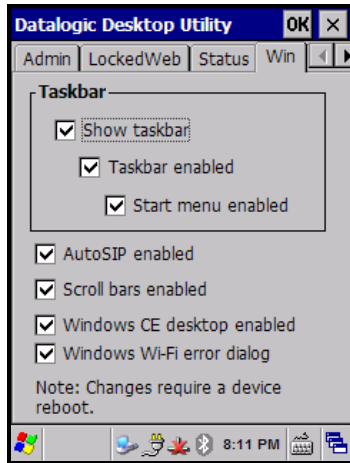 Datalogic Desktop Utility OK
Admin LockedWeb Status Win
Taskbar
Show taskbar
Taskbar enabled
Start menu enabled
AutoSIP enabled
Scroll bars enabled
Windows CE desktop enabled
Windows Wi-Fi error dialog
Note: Changes require a device
reboot.
8:11 PM